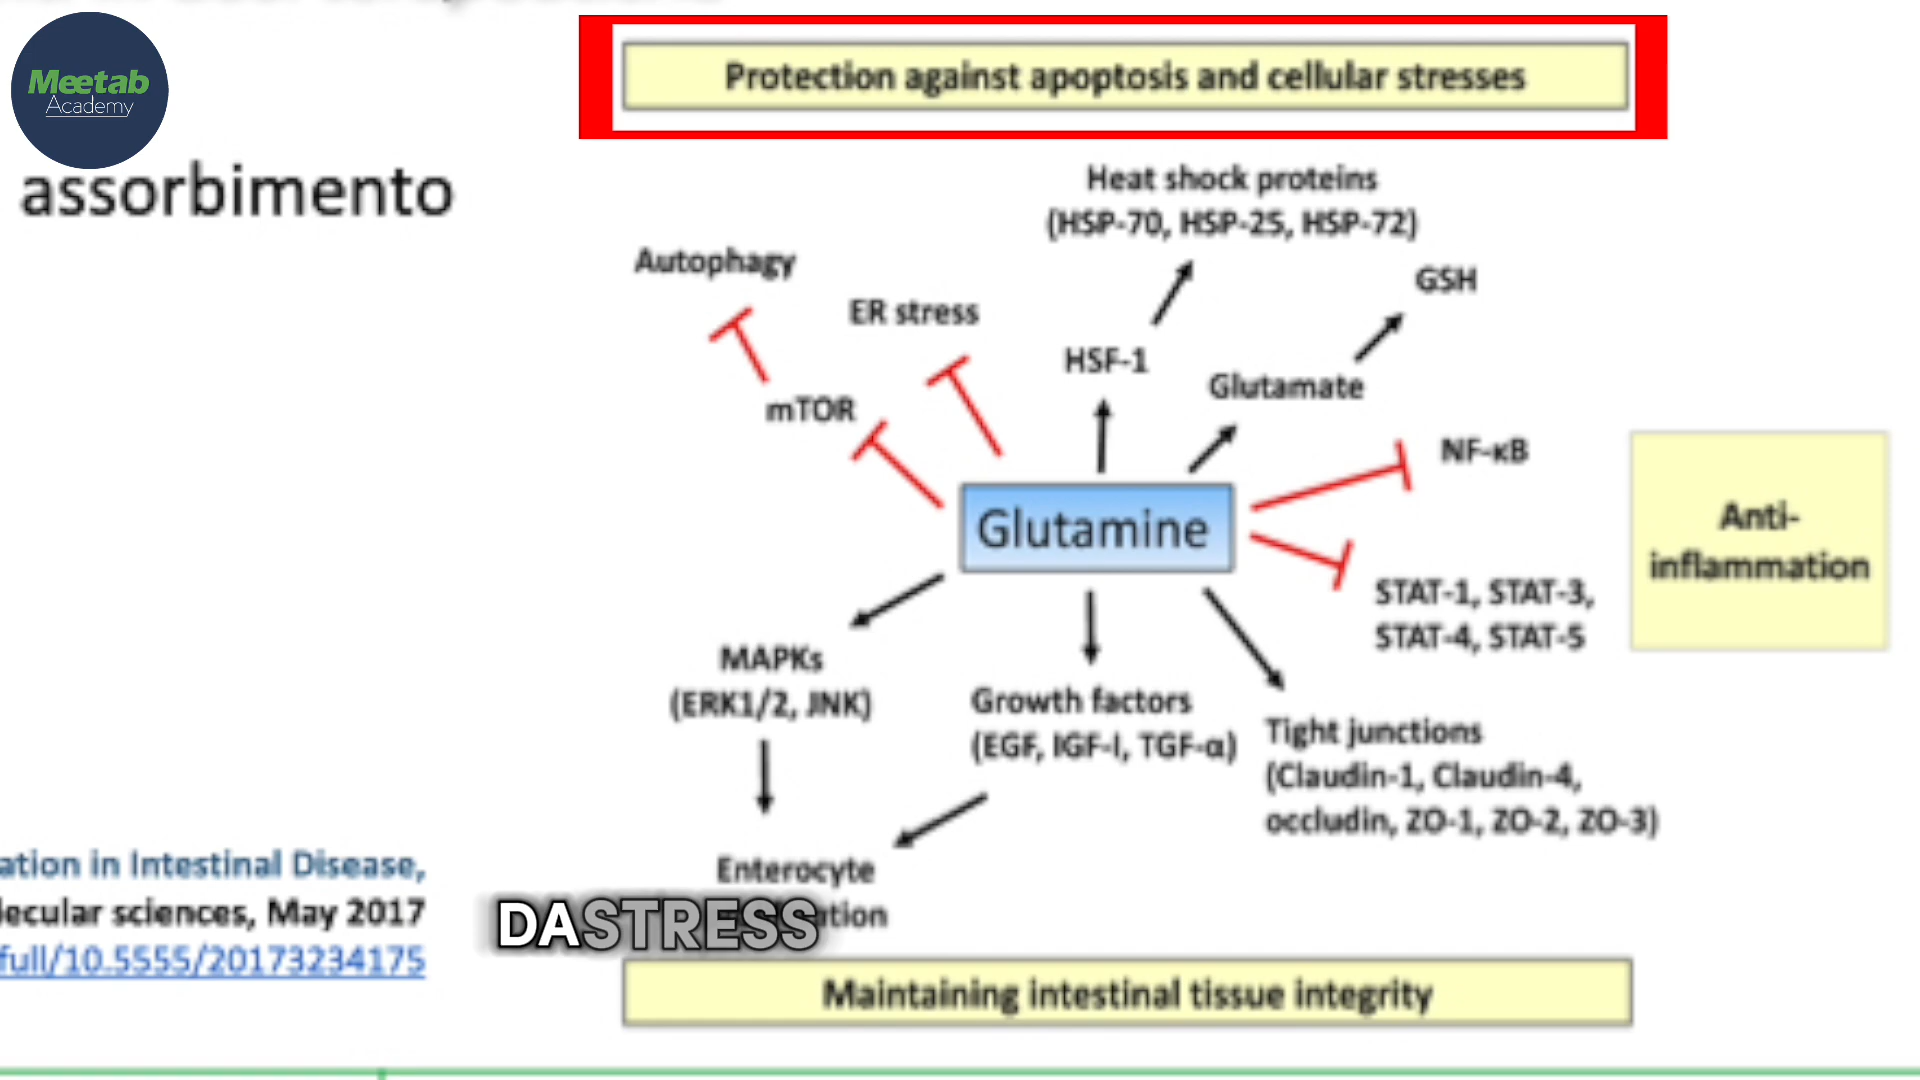 Meetab
Academy
assorbimento
Protection against apoptosis and cellular stresses
Heat shock proteins
(HSP-70, HSP-25, HSP-72)
Autophagy
ER stress
GSH
HSF-1
Glutamate
mTOR
NF-κB
Glutamine
Anti-
inflammation
STAT-1, STAT-3,
STAT-4, STAT-5
MAPKs
(ERK1/2, JNK)
Growth factors
(EGF, IGF-I, TGF-α)
Tight junctions
(Claudin-1, Claudin-4,
occludin, ZO-1, ZO-2, ZO-3)
Enterocyte
ation in Intestinal Disease,
lecular sciences, May 2017
full/10.5555/20173234175
DASTRESS
Maintaining intestinal tissue integrity